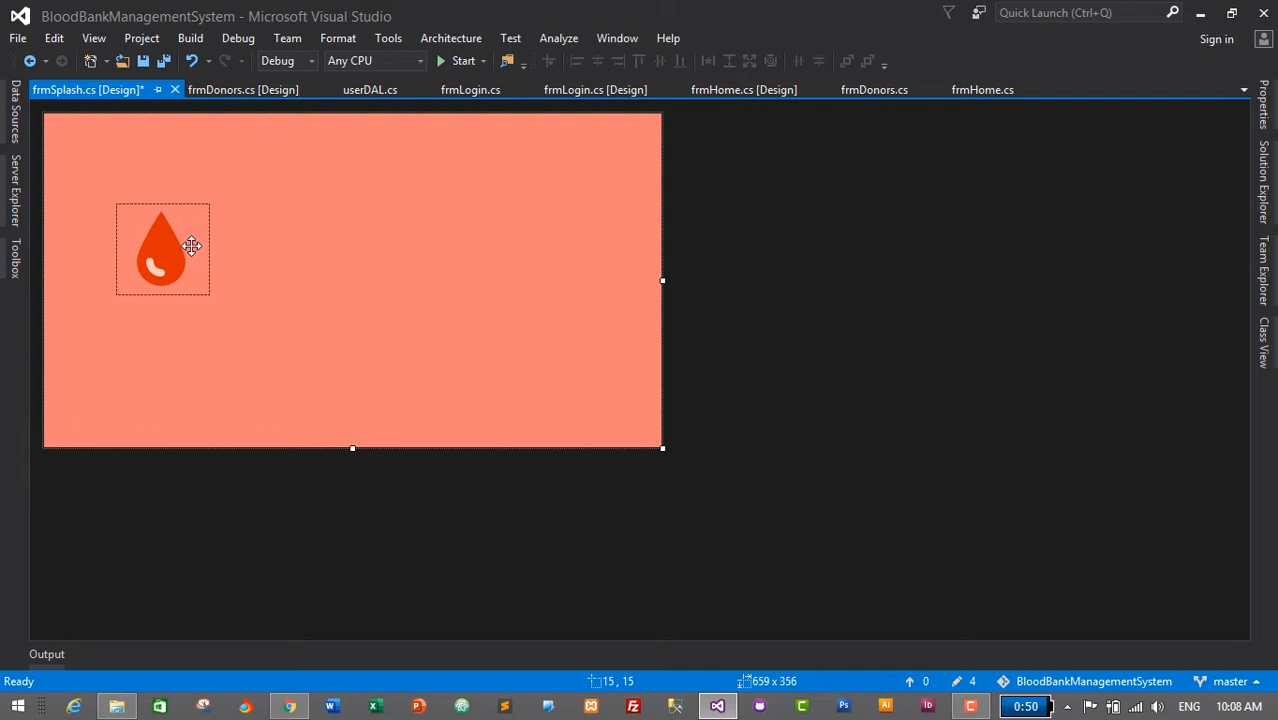 BloodBankManagementSystem - Microsoft Visual Studio
Quick Launch (Ctrl+Q)
File Edit View Project Build Debug Team Format Tools Architecture Test Analyze Window Help
Sign in
Debug Any CPU Start
frmSplash.cs [Design]* frmDonors.cs [Design] userDAL.cs frmLogin.cs frmLogin.cs [Design] frmHome.cs [Design] frmDonors.cs frmHome.cs
Data Sources
Server Explorer
Toolbox
Properties
Solution Explorer
Team Explorer
Class View
Output
Ready 15 , 15 659 x 356 0 4 BloodBankManagementSystem master
0:50 ENG 10:08 AM